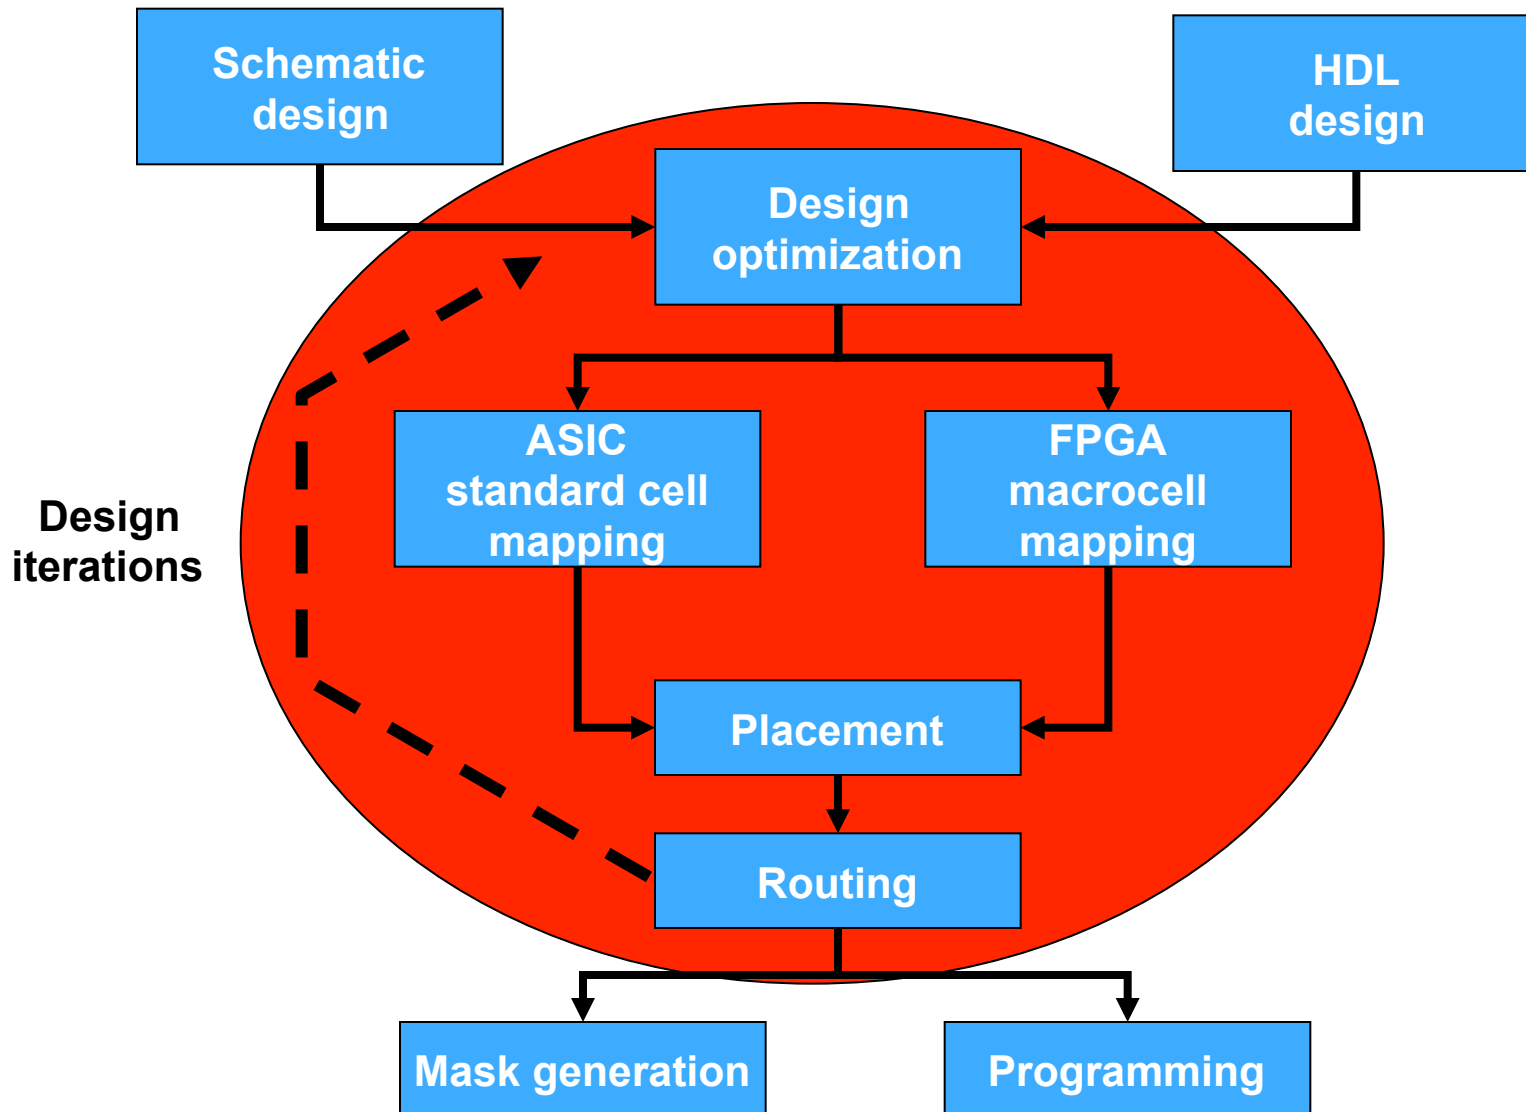 Schematic
design
HDL
design
Design
optimization
ASIC
standard cell
mapping
FPGA
macrocell
mapping
Design
iterations
Placement
Routing
Mask generation
Programming